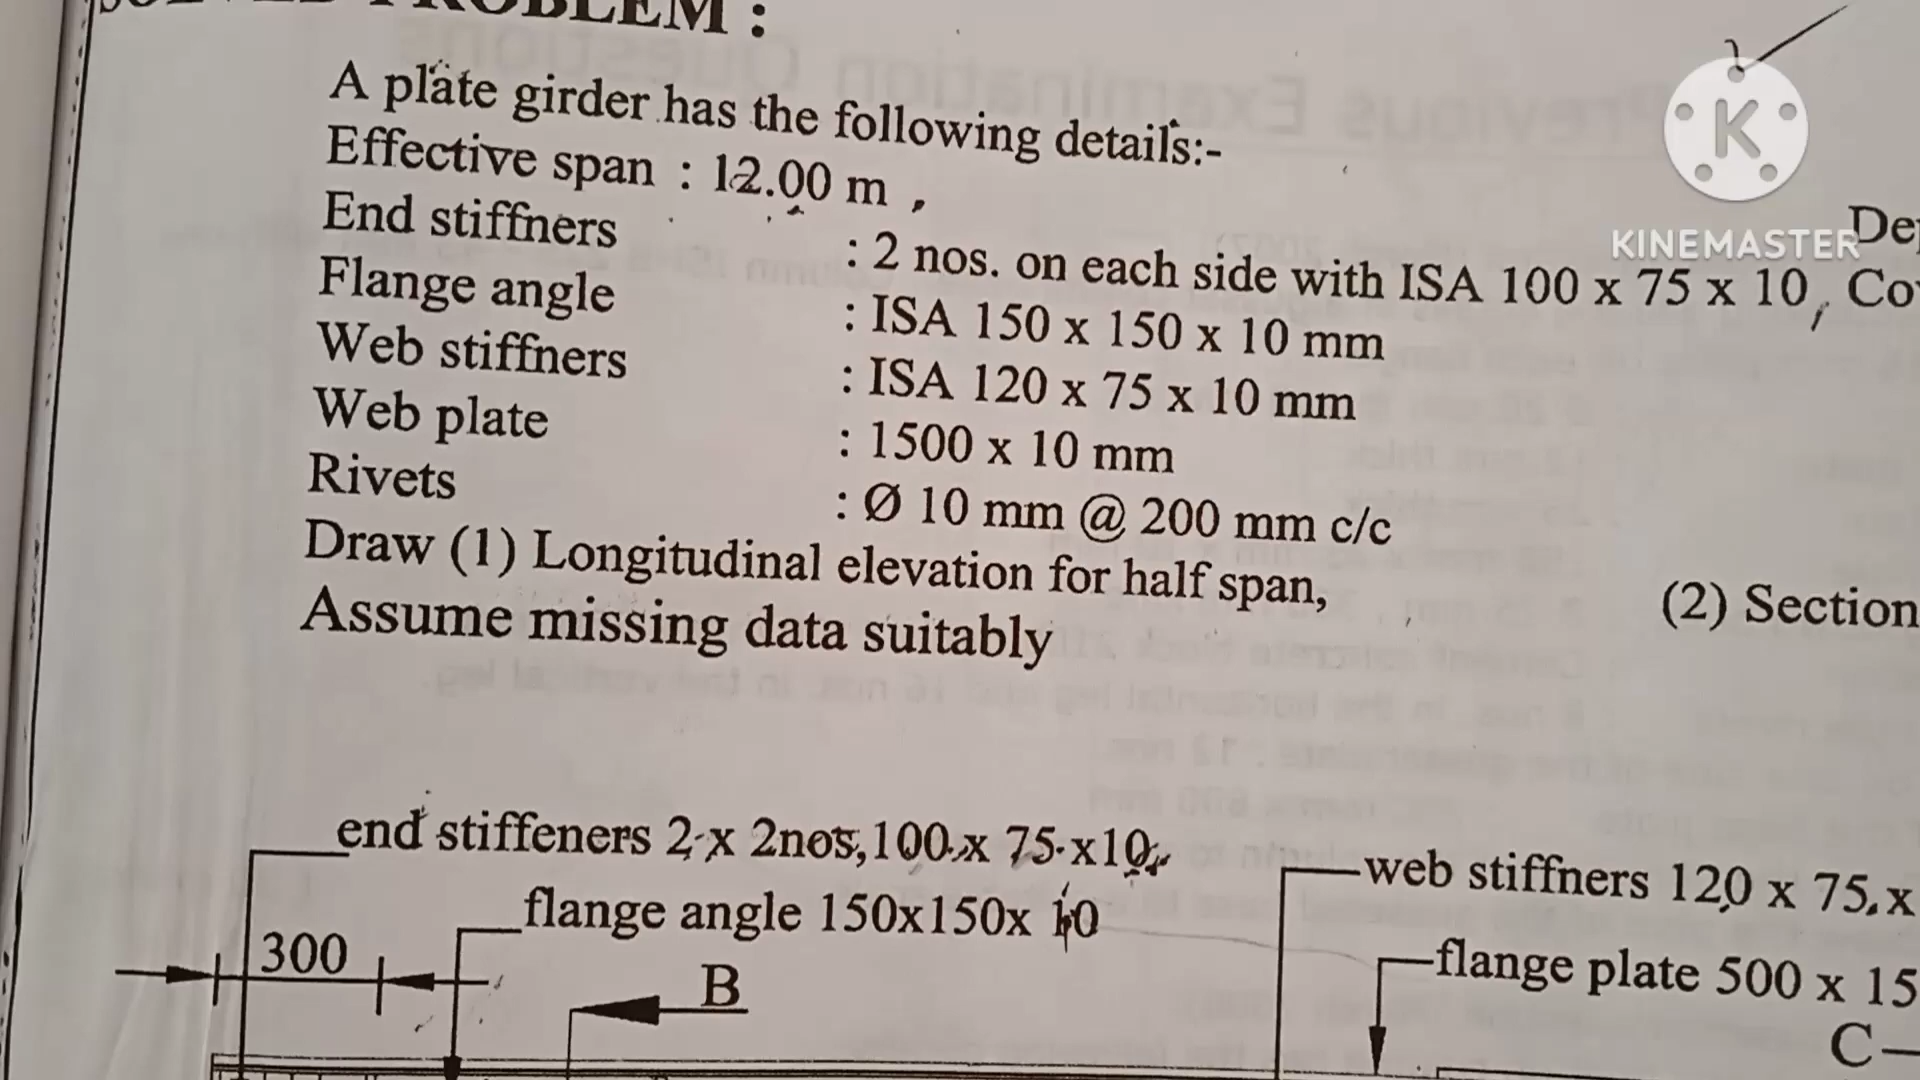 PROBLEM :
A plate girder has the following details:-
Effective span : 12.00 m ,
End stiffners : 2 nos. on each side with ISA 100 x 75 x 10,
Flange angle : ISA 150 x 150 x 10 mm
Web stiffners : ISA 120 x 75 x 10 mm
Web plate : 1500 x 10 mm
Rivets : Ø 10 mm @ 200 mm c/c
Draw (1) Longitudinal elevation for half span, (2) Section
Assume missing data suitably
end stiffeners 2 x 2nos, 100 x 75 x 10
web stiffners 120 x 75 x
flange angle 150x150x 10
flange plate 500 x 15
300
B
C
K
KINEMASTER